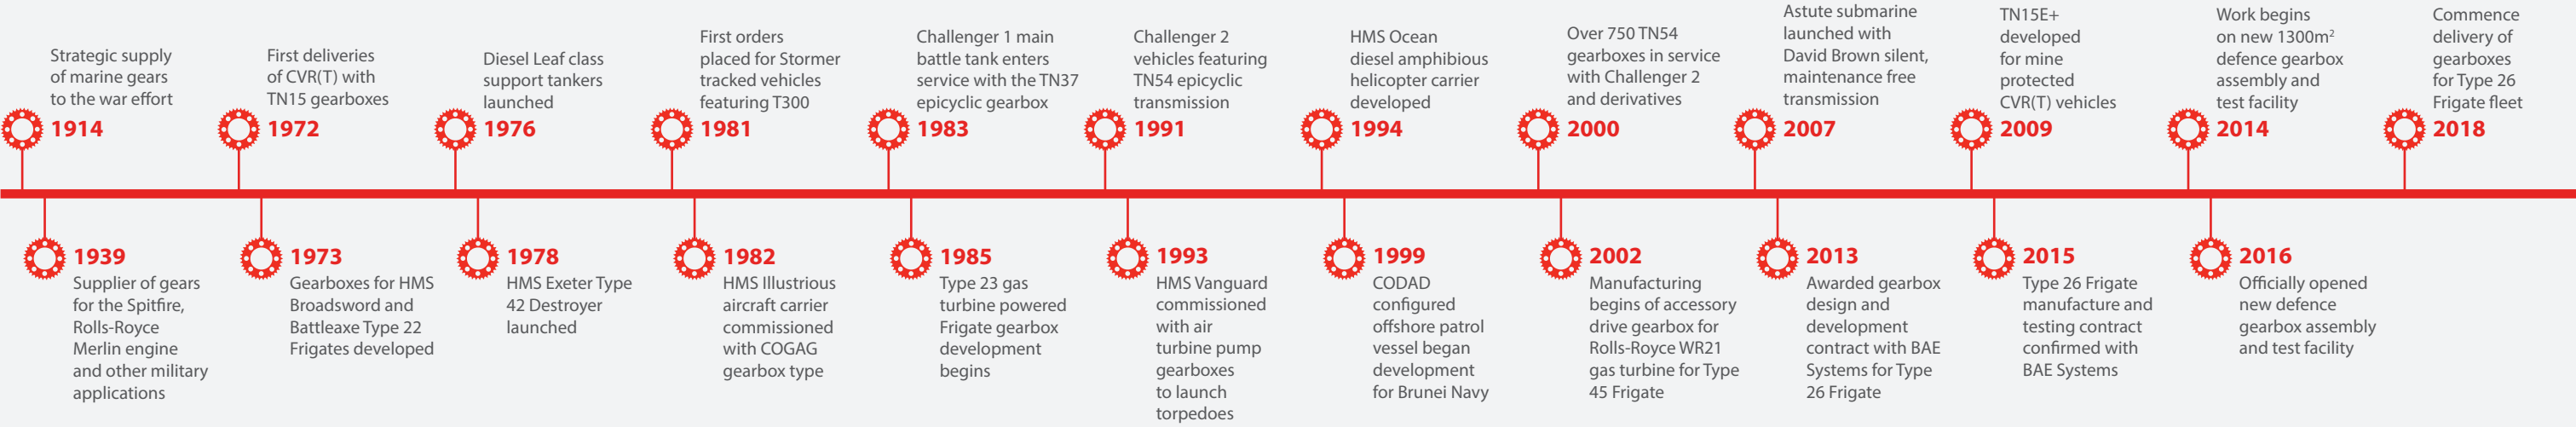 Strategic supply
of marine gears
to the war effort
1914
First deliveries
of CVR(T) with
TN15 gearboxes
1972
Diesel Leaf class
support tankers
launched
1976
First orders
placed for Stormer
tracked vehicles
featuring T300
1981
Challenger 1 main
battle tank enters
service with the TN37
epicyclic gearbox
1983
Challenger 2
vehicles featuring
TN54 epicyclic
transmission
1991
HMS Ocean
diesel amphibious
helicopter carrier
developed
1994
Over 750 TN54
gearboxes in service
with Challenger 2
and derivatives
2000
Astute submarine
launched with
David Brown silent,
maintenance free
transmission
2007
TN15E+
developed
for mine
protected
CVR(T) vehicles
2009
Work begins
on new 1300m²
defence gearbox
assembly and
test facility
2014
Commence
delivery of
gearboxes
for Type 26
Frigate fleet
2018
1939
Supplier of gears
for the Spitfire,
Rolls-Royce
Merlin engine
and other military
applications
1973
Gearboxes for HMS
Broadsword and
Battleaxe Type 22
Frigates developed
1978
HMS Exeter Type
42 Destroyer
launched
1982
HMS Illustrious
aircraft carrier
commissioned
with COGAG
gearbox type
1985
Type 23 gas
turbine powered
Frigate gearbox
development
begins
1993
HMS Vanguard
commissioned
with air
turbine pump
gearboxes
to launch
torpedoes
1999
CODAD
configured
offshore patrol
vessel began
development
for Brunei Navy
2002
Manufacturing
begins of accessory
drive gearbox for
Rolls-Royce WR21
gas turbine for Type
45 Frigate
2013
Awarded gearbox
design and
development
contract with BAE
Systems for Type
26 Frigate
2015
Type 26 Frigate
manufacture and
testing contract
confirmed with
BAE Systems
2016
Officially opened
new defence
gearbox assembly
and test facility